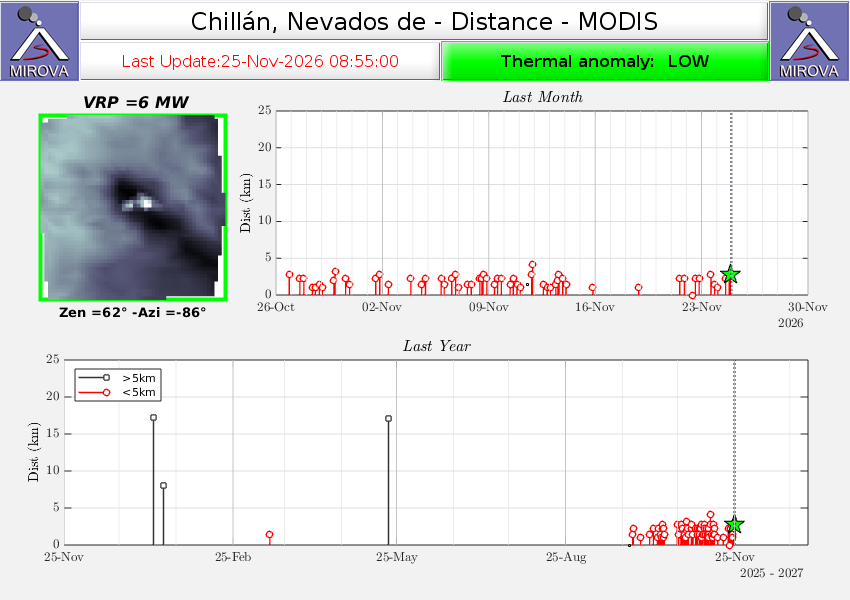 Chillán, Nevados de - Distance - MODIS
MIROVA
Last Update:25-Nov-2026 08:55:00
Thermal anomaly: LOW
MIROVA
VRP =6 MW
Zen =62° -Azi =-86°
Last Month
Dist (km)
25
20
15
10
5
0
26-Oct 02-Nov 09-Nov 16-Nov 23-Nov 30-Nov
2026
Last Year
Dist (km)
25
20
15
10
5
0
>5km
<5km
25-Nov 25-Feb 25-May 25-Aug 25-Nov
2025 - 2027